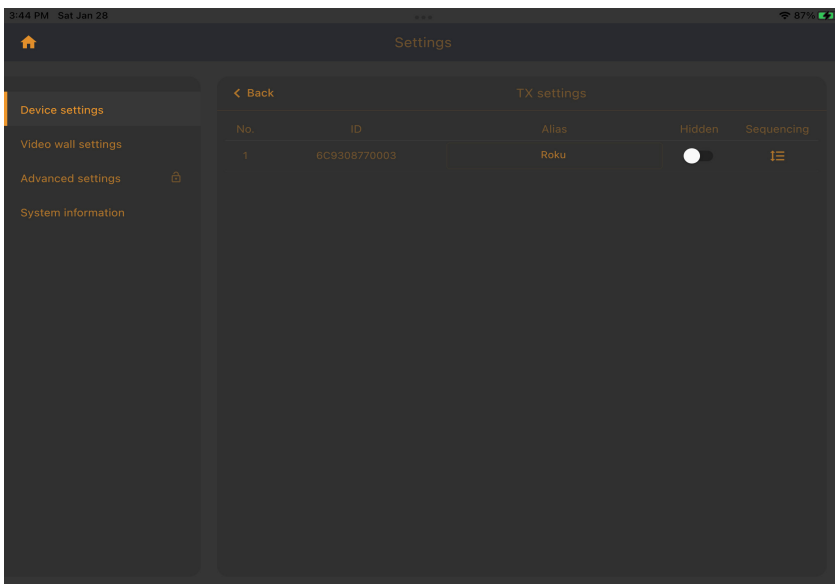 3:44 PM Sat Jan 28
87%
Settings
Device settings
Video wall settings
Advanced settings
System information
Back
TX settings
No. ID Alias Hidden Sequencing
1 6C9308770003 Roku